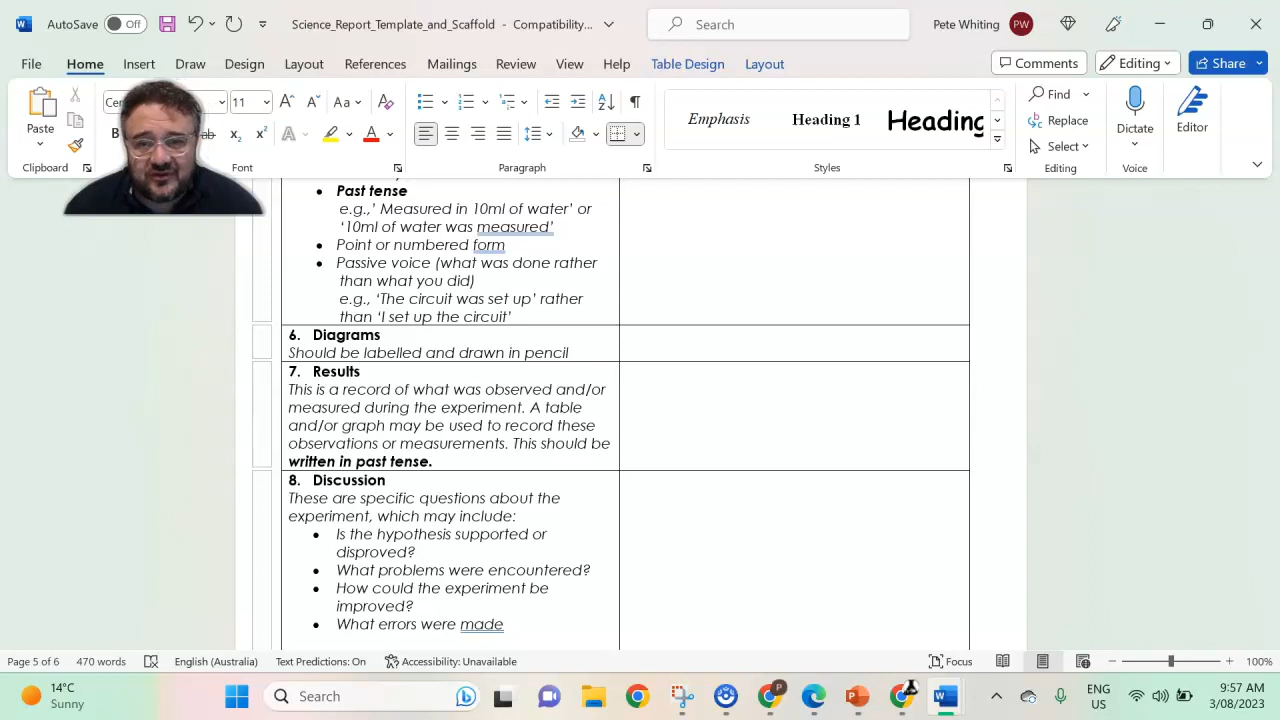 AutoSave Off Science_Report_Template_and_Scaffold - Compatibility... Search Pete Whiting PW
File Home Insert Draw Design Layout References Mailings Review View Help Table Design Layout Comments Editing Share
Paste
Clipboard
11 Aa
B ab x₂ x² A A
Font
Paragraph
Emphasis Heading 1 Heading
Styles
Find
Replace
Select
Editing
Dictate
Voice
Editor
• Past tense
e.g.,’ Measured in 10ml of water’ or
‘10ml of water was measured’
• Point or numbered form
• Passive voice (what was done rather
than what you did)
e.g., ‘The circuit was set up’ rather
than ‘I set up the circuit’
6. Diagrams
Should be labelled and drawn in pencil
7. Results
This is a record of what was observed and/or
measured during the experiment. A table
and/or graph may be used to record these
observations or measurements. This should be
written in past tense.
8. Discussion
These are specific questions about the
experiment, which may include:
• Is the hypothesis supported or
disproved?
• What problems were encountered?
• How could the experiment be
improved?
• What errors were made
Page 5 of 6 470 words English (Australia) Text Predictions: On Accessibility: Unavailable Focus 100%
14°C
Sunny
Search
ENG
US
9:57 AM
3/08/2023